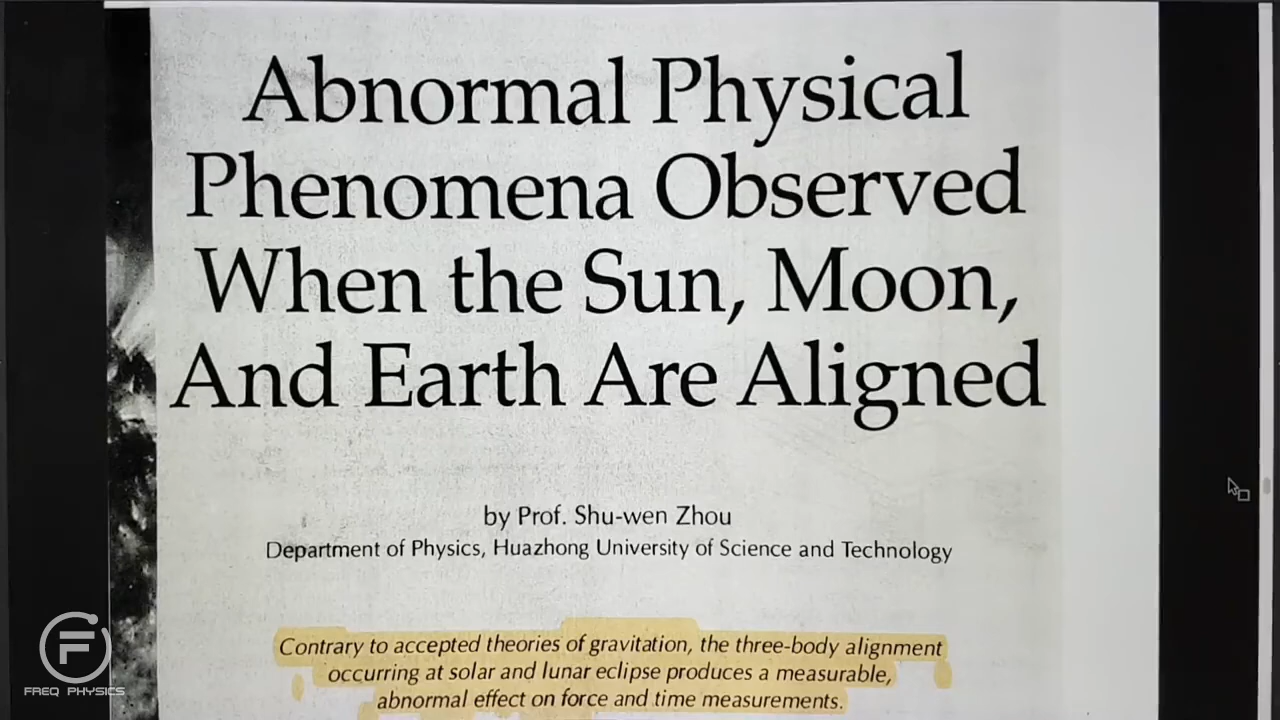 Abnormal Physical
Phenomena Observed
When the Sun, Moon,
And Earth Are Aligned
by Prof. Shu-wen Zhou
Department of Physics, Huazhong University of Science and Technology
Contrary to accepted theories of gravitation, the three-body alignment
occurring at solar and lunar eclipse produces a measurable,
abnormal effect on force and time measurements.
FREQ PHYSICS